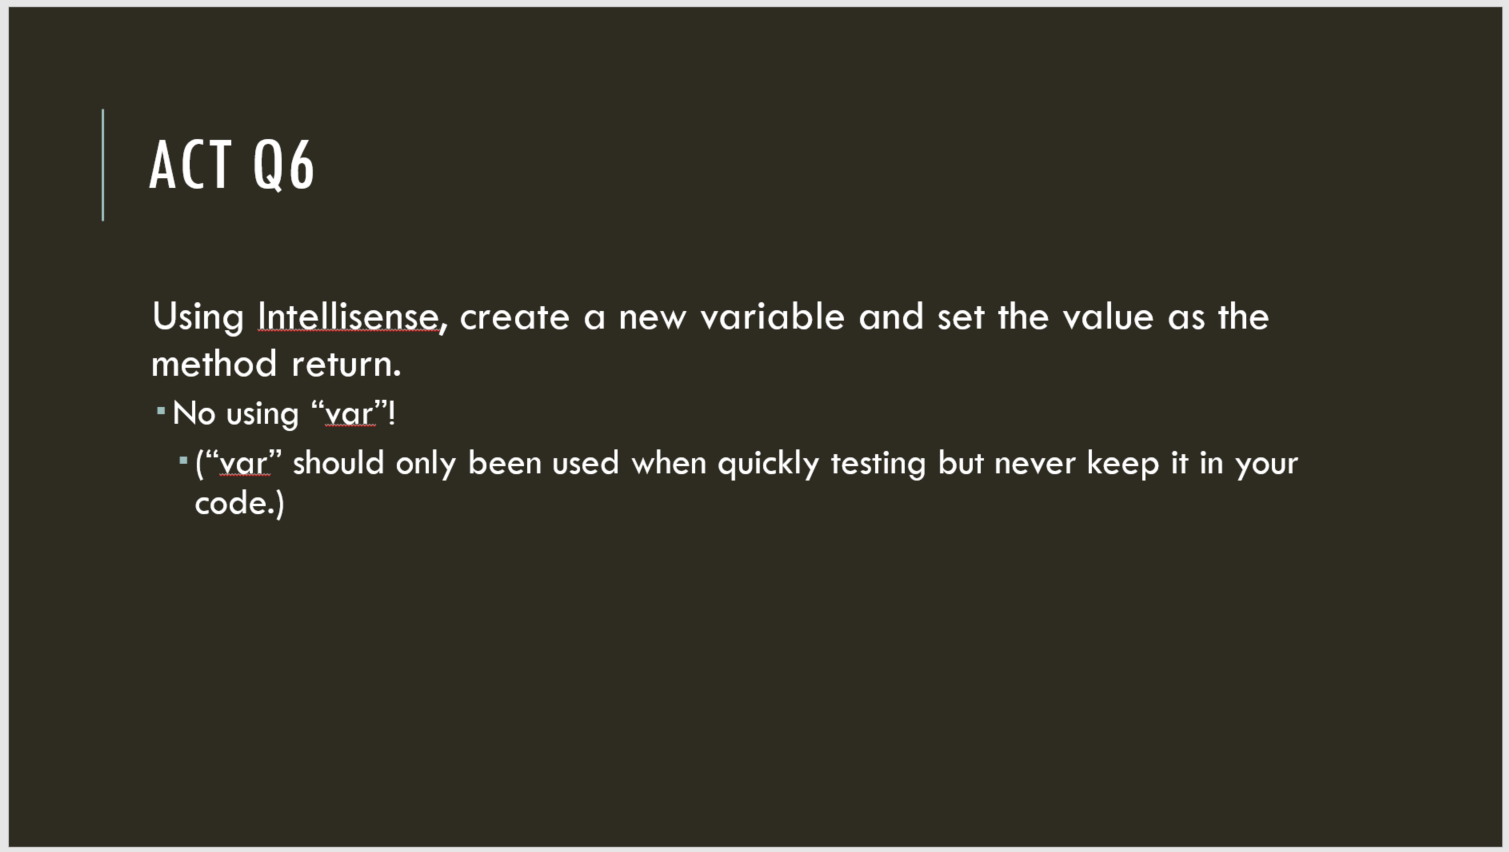 ACT Q6
Using Intellisense, create a new variable and set the value as the
method return.
▪ No using “var”!
▪ (“var” should only been used when quickly testing but never keep it in your
code.)